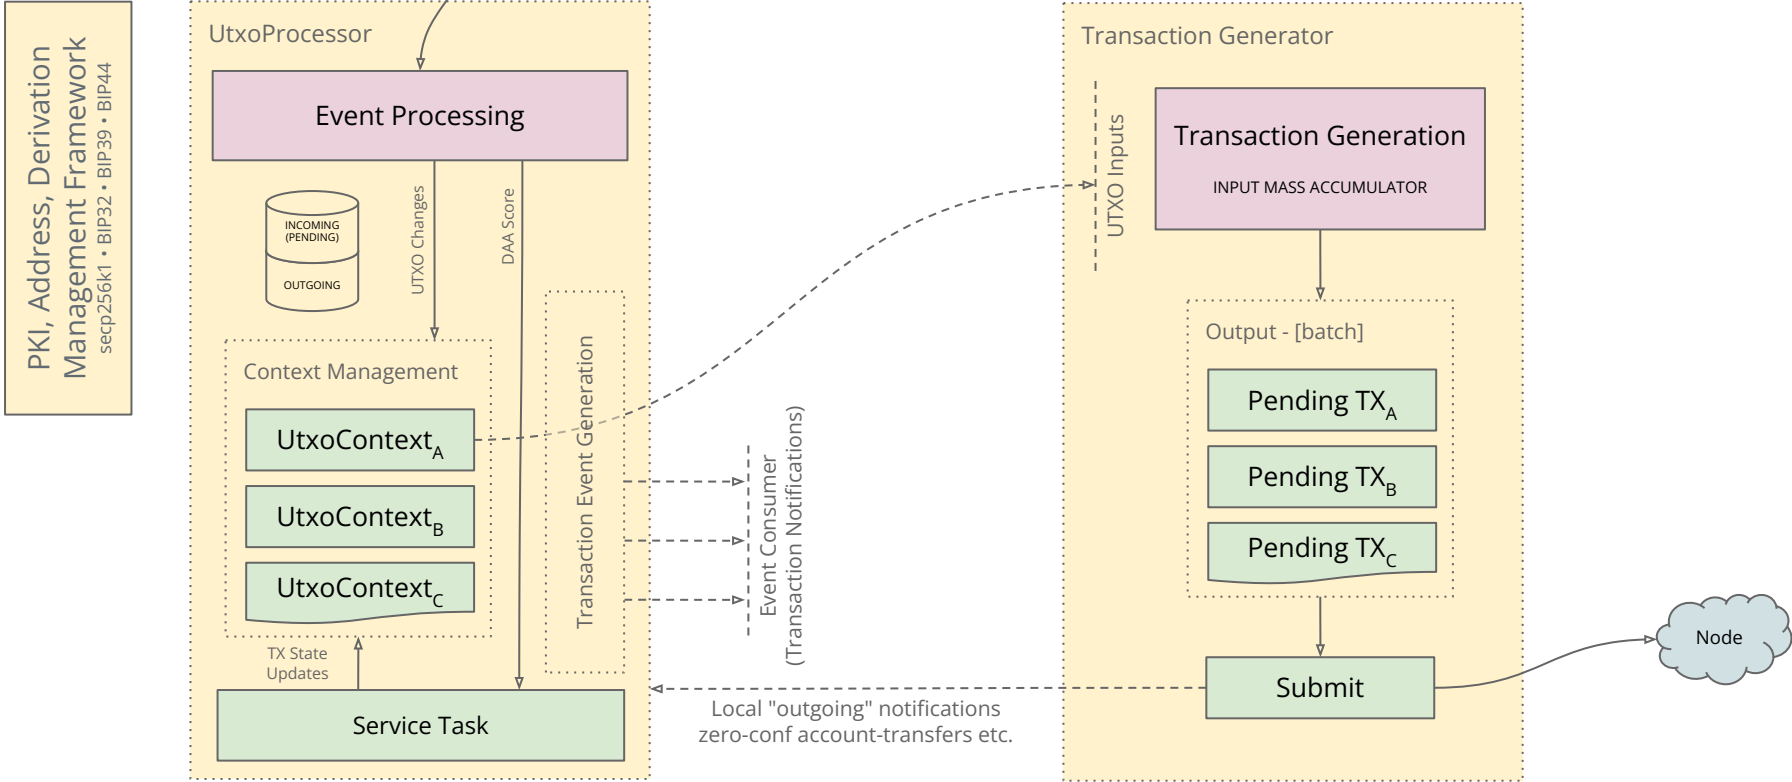 PKI, Address, Derivation
Management Framework
secp256k1 • BIP32 • BIP39 • BIP44
UtxoProcessor
Event Processing
INCOMING
(PENDING)
OUTGOING
UTXO Changes
DAA Score
Context Management
UtxoContextA
UtxoContextB
UtxoContextC
TX State
Updates
Service Task
Transaction Event Generation
Event Consumer
(Transaction Notifications)
Local "outgoing" notifications
zero-conf account-transfers etc.
Transaction Generator
UTXO Inputs
Transaction Generation
INPUT MASS ACCUMULATOR
Output - [batch]
Pending TXA
Pending TXB
Pending TXC
Submit
Node